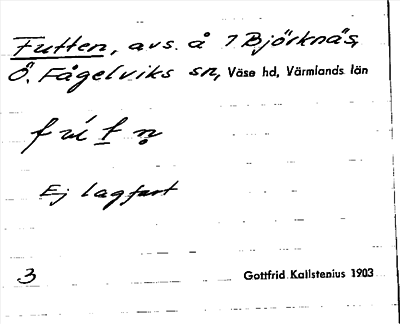 Futten, avs. å 7 Björknäs,
Ö. Fågelviks sn, Väse hd, Värmlands län
Ej lagfart
3 Gottfrid Kallstenius 1903